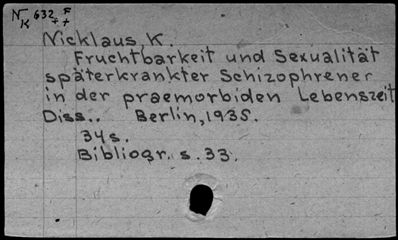 N K 632 F ++
Nicklaus K.
Fruchtbarkeit und Sexualität
späterkrankter Schizophrener
in der praemorbiden Lebenszeit
Diss.. Berlin, 1935.
34 s.
Bibliogr. s. 33.